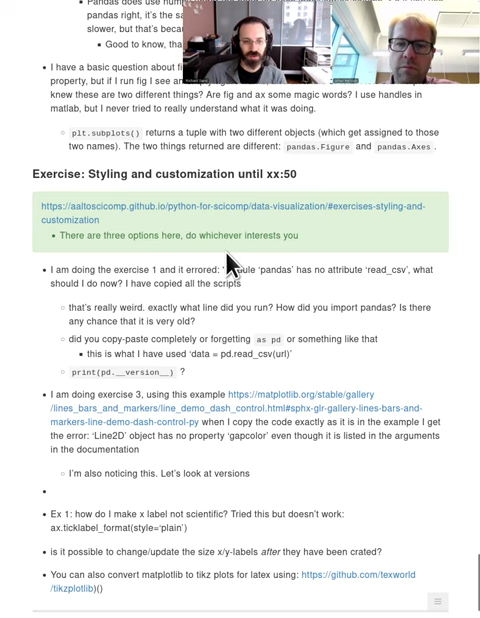 Pandas does use num
pandas right, it's the sa
slower, but that's becau
Good to know, tha
I have a basic question about fi
property, but if I run fig I see an
knew these are two different things? Are fig and ax some magic words? I use handles in
matlab, but I never tried to really understand what it was doing.
plt.subplots() returns a tuple with two different objects (which get assigned to those
two names). The two things returned are different: pandas.Figure and pandas.Axes .
Exercise: Styling and customization until xx:50
https://aaltoscicomp.github.io/python-for-scicomp/data-visualization/#exercises-styling-and-
customization
There are three options here, do whichever interests you
I am doing the exercise 1 and it errored: ule 'pandas' has no attribute 'read_csv', what
should I do now? I have copied all the scripts
that's really weird. exactly what line did you run? How did you import pandas? Is there
any chance that it is very old?
did you copy-paste completely or forgetting as pd or something like that
this is what I have used 'data = pd.read_csv(url)'
print(pd.__version__) ?
I am doing exercise 3, using this example https://matplotlib.org/stable/gallery
/lines_bars_and_markers/line_demo_dash_control.html#sphx-glr-gallery-lines-bars-and-
markers-line-demo-dash-control-py when I copy the code exactly as it is in the example I get
the error: 'Line2D' object has no property 'gapcolor' even though it is listed in the arguments
in the documentation
I'm also noticing this. Let's look at versions
Ex 1: how do I make x label not scientific? Tried this but doesn't work:
ax.ticklabel_format(style='plain')
is it possible to change/update the size x/y-labels after they have been crated?
You can also convert matplotlib to tikz plots for latex using: https://github.com/texworld
/tikzplotlib)()